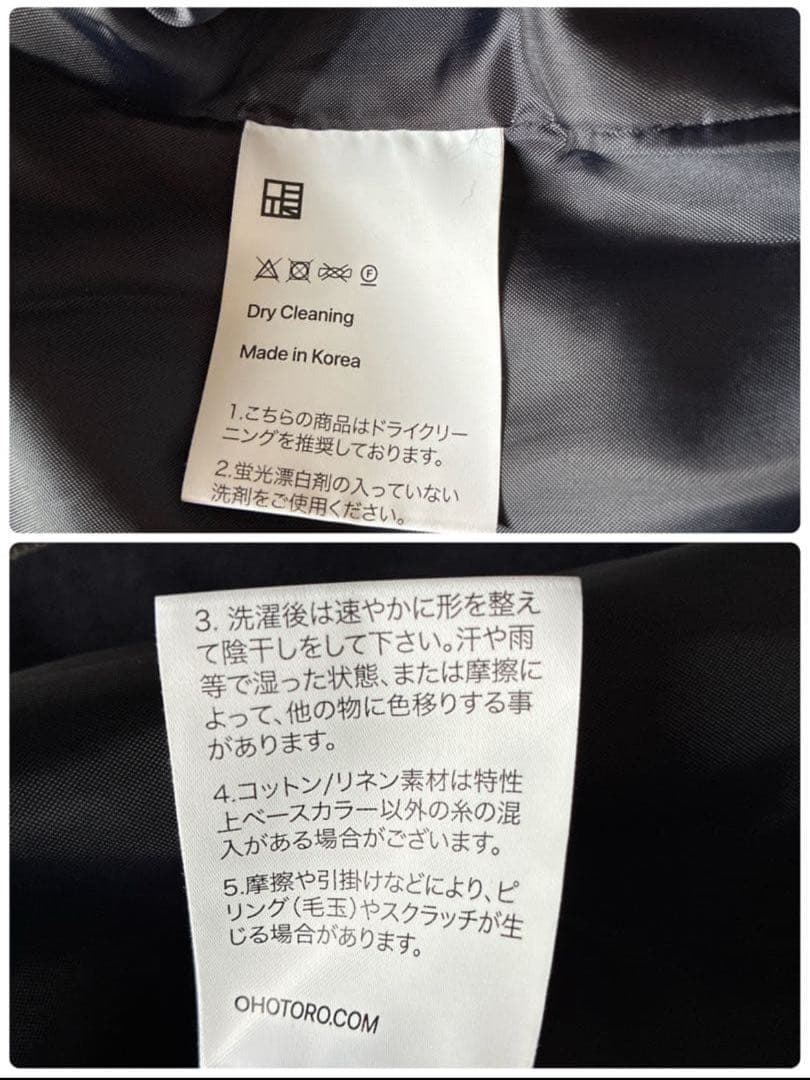 Dry Cleaning
Made in Korea
1.こちらの商品はドライクリー
ニングを推奨しております。
2.蛍光漂白剤の入っていない
洗剤をご使用ください。
3. 洗濯後は速やかに形を整え
て陰干しをして下さい。汗や雨
等で湿った状態、または摩擦に
よって、他の物に色移りする事
があります。
4.コットン/リネン素材は特性
上ベースカラー以外の糸の混
入がある場合がございます。
5.摩擦や引掛けなどにより、ピ
リング(毛玉)やスクラッチが生
じる場合があります。
OHOTORO.COM